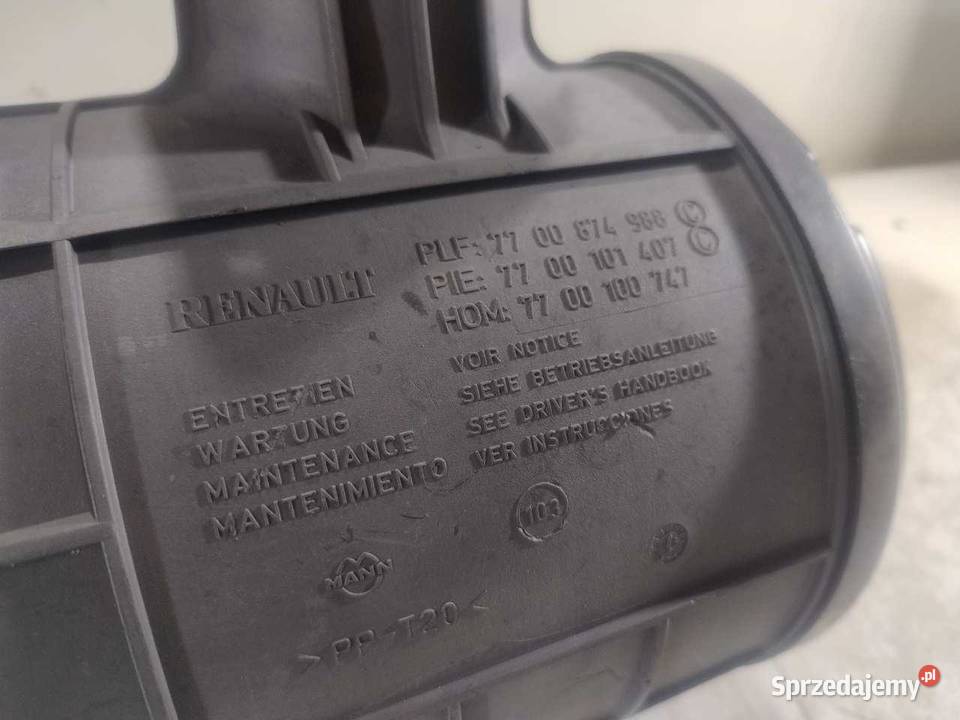 RENAULT
PLF: 77 00 874 988 8
PIE: 77 00 101 407
HOM: 77 00 100 747
ENTRETIEN
WARTUNG
MAINTENANCE
MANTENIMIENTO
VOIR NOTICE
SIEHE BETRIEBSANLEITUNG
SEE DRIVER'S HANDBOOK
VER INSTRUCCIONES
103
MANN
>PP-T20<
Sprzedajemy.pl